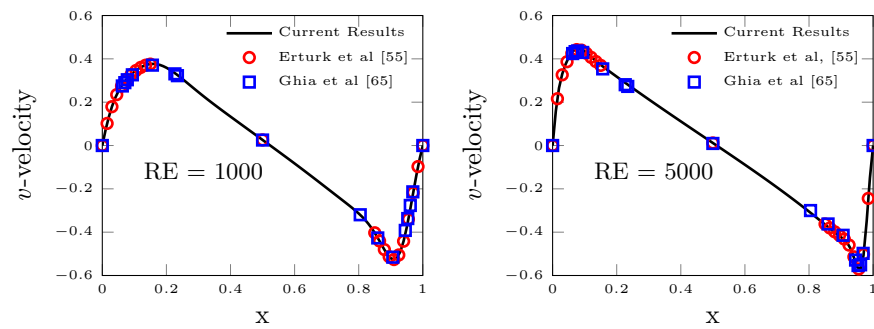 Current Results
Erturk et al [55]
Ghia et al [65]
0.6
0.4
0.2
0
−0.2
−0.4
−0.6
v-velocity
RE = 1000
0
0.2
0.4
0.6
0.8
1
x
Current Results
Erturk et al, [55]
Ghia et al [65]
0.6
0.4
0.2
0
−0.2
−0.4
−0.6
v-velocity
RE = 5000
0
0.2
0.4
0.6
0.8
1
x